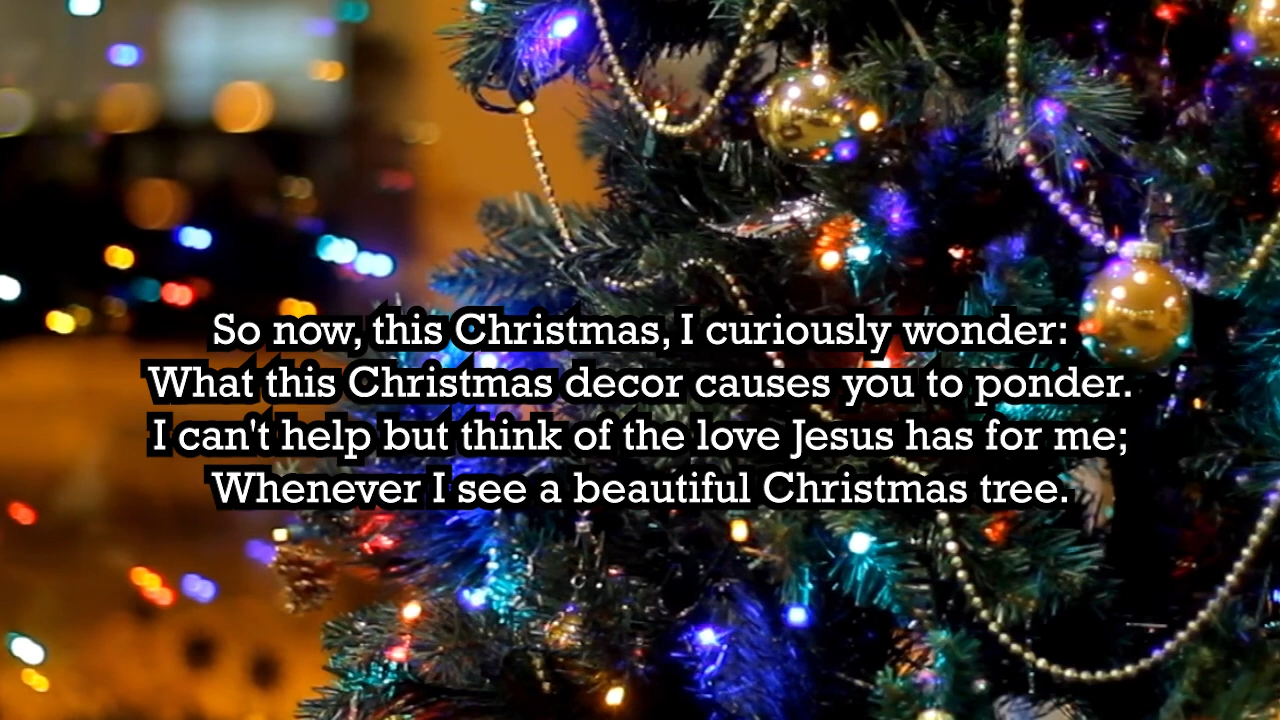 So now, this Christmas, I curiously wonder:
What this Christmas decor causes you to ponder.
I can't help but think of the love Jesus has for me;
Whenever I see a beautiful Christmas tree.